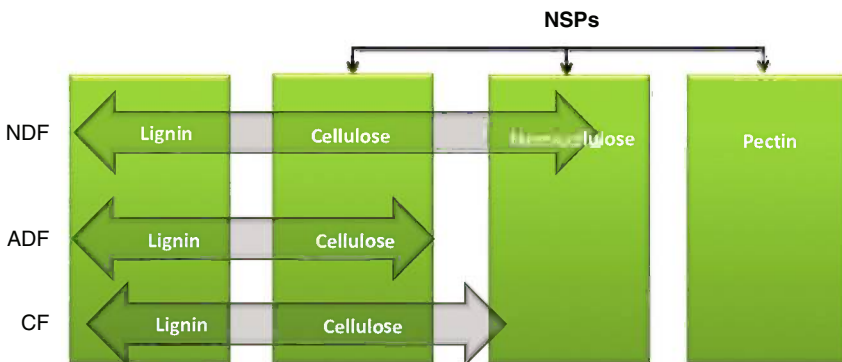 NSPs
NDF
Lignin
Cellulose
Pectin
ADF
Lignin
Cellulose
CF
Lignin
Cellulose